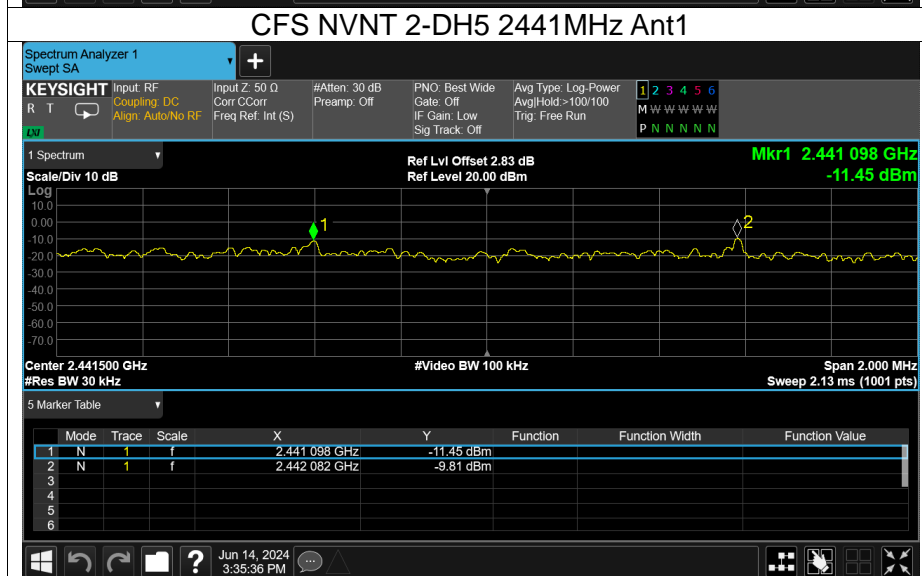 CFS NVNT 2-DH5 2441MHz Ant1
Spectrum Analyzer 1
Swept SA
+
KEYSIGHT
R T
LXI
Input: RF
Coupling: DC
Align: Auto/No RF
Input Z: 50 Ω
Corr CCorr
Freq Ref: Int (S)
#Atten: 30 dB
Preamp: Off
PNO: Best Wide
Gate: Off
IF Gain: Low
Sig Track: Off
Avg Type: Log-Power
Avg|Hold:>100/100
Trig: Free Run
1 2 3 4 5 6
M W W W W W
P N N N N N
1 Spectrum
Scale/Div 10 dB
Ref Lvl Offset 2.83 dB
Ref Level 20.00 dBm
Mkr1 2.441 098 GHz
-11.45 dBm
Log
10.0
0.00
-10.0
-20.0
-30.0
-40.0
-50.0
-60.0
-70.0
1
2
Center 2.441500 GHz
#Res BW 30 kHz
#Video BW 100 kHz
Span 2.000 MHz
Sweep 2.13 ms (1001 pts)
5 Marker Table
Mode Trace Scale X Y Function Function Width Function Value
1 N 1 f 2.441 098 GHz -11.45 dBm
2 N 1 f 2.442 082 GHz -9.81 dBm
3
4
5
6
?
Jun 14, 2024
3:35:36 PM